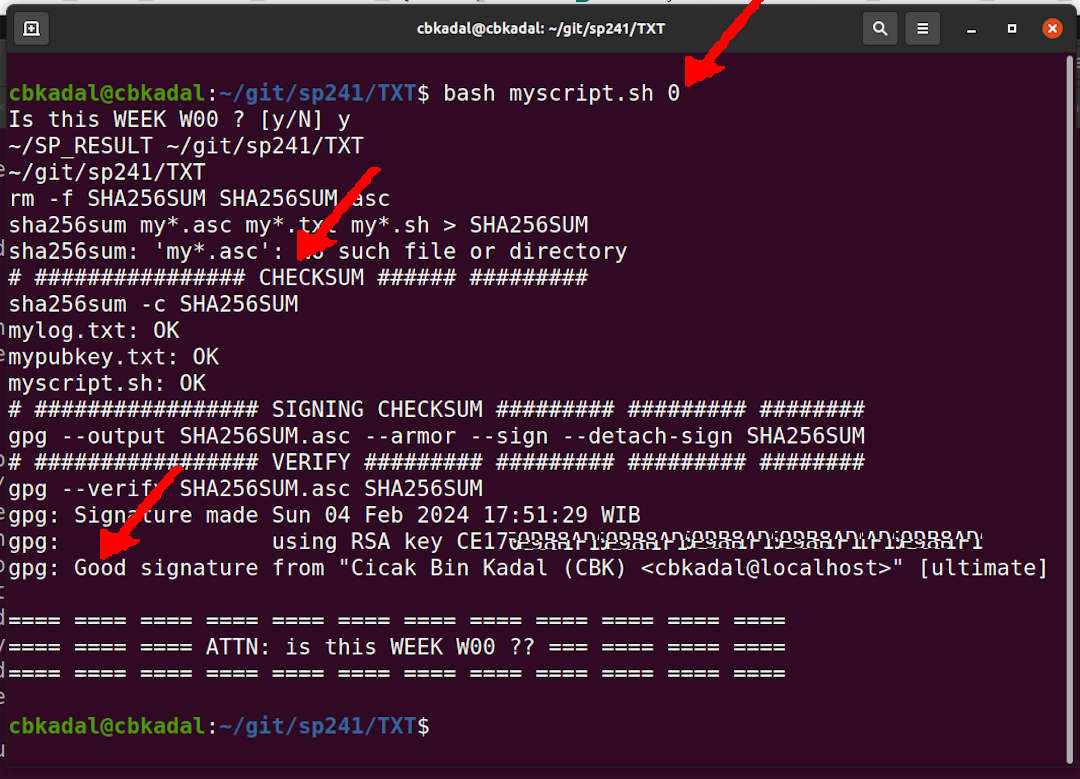 cbkadal@cbkadal: ~/git/sp241/TXT
cbkadal@cbkadal:~/git/sp241/TXT$ bash myscript.sh 0
Is this WEEK W00 ? [y/N] y
~/SP_RESULT ~/git/sp241/TXT
~/git/sp241/TXT
rm -f SHA256SUM SHA256SUM.asc
sha256sum my*.asc my*.txt my*.sh > SHA256SUM
sha256sum: 'my*.asc': No such file or directory
# ################ CHECKSUM ###### #########
sha256sum -c SHA256SUM
mylog.txt: OK
mypubkey.txt: OK
myscript.sh: OK
# ################# SIGNING CHECKSUM ######### ######### ########
gpg --output SHA256SUM.asc --armor --sign --detach-sign SHA256SUM
# ################# VERIFY ######### ######### ######### ########
gpg --verify SHA256SUM.asc SHA256SUM
gpg: Signature made Sun 04 Feb 2024 17:51:29 WIB
gpg:                using RSA key CE17
gpg: Good signature from "Cicak Bin Kadal (CBK) <cbkadal@localhost>" [ultimate]
==== ==== ==== ==== ==== ==== ==== ==== ==== ==== ==== ====
==== ==== ==== ATTN: is this WEEK W00 ?? === ==== ==== ====
==== ==== ==== ==== ==== ==== ==== ==== ==== ==== ==== ====
cbkadal@cbkadal:~/git/sp241/TXT$